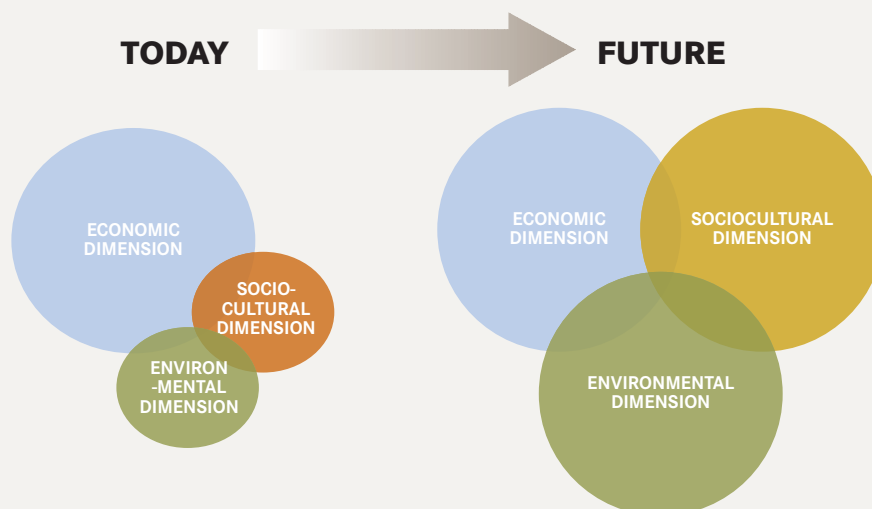 TODAY
FUTURE
ECONOMIC
DIMENSION
SOCIO-
CULTURAL
DIMENSION
ENVIRON
-MENTAL
DIMENSION
ECONOMIC
DIMENSION
SOCIOCULTURAL
DIMENSION
ENVIRONMENTAL
DIMENSION